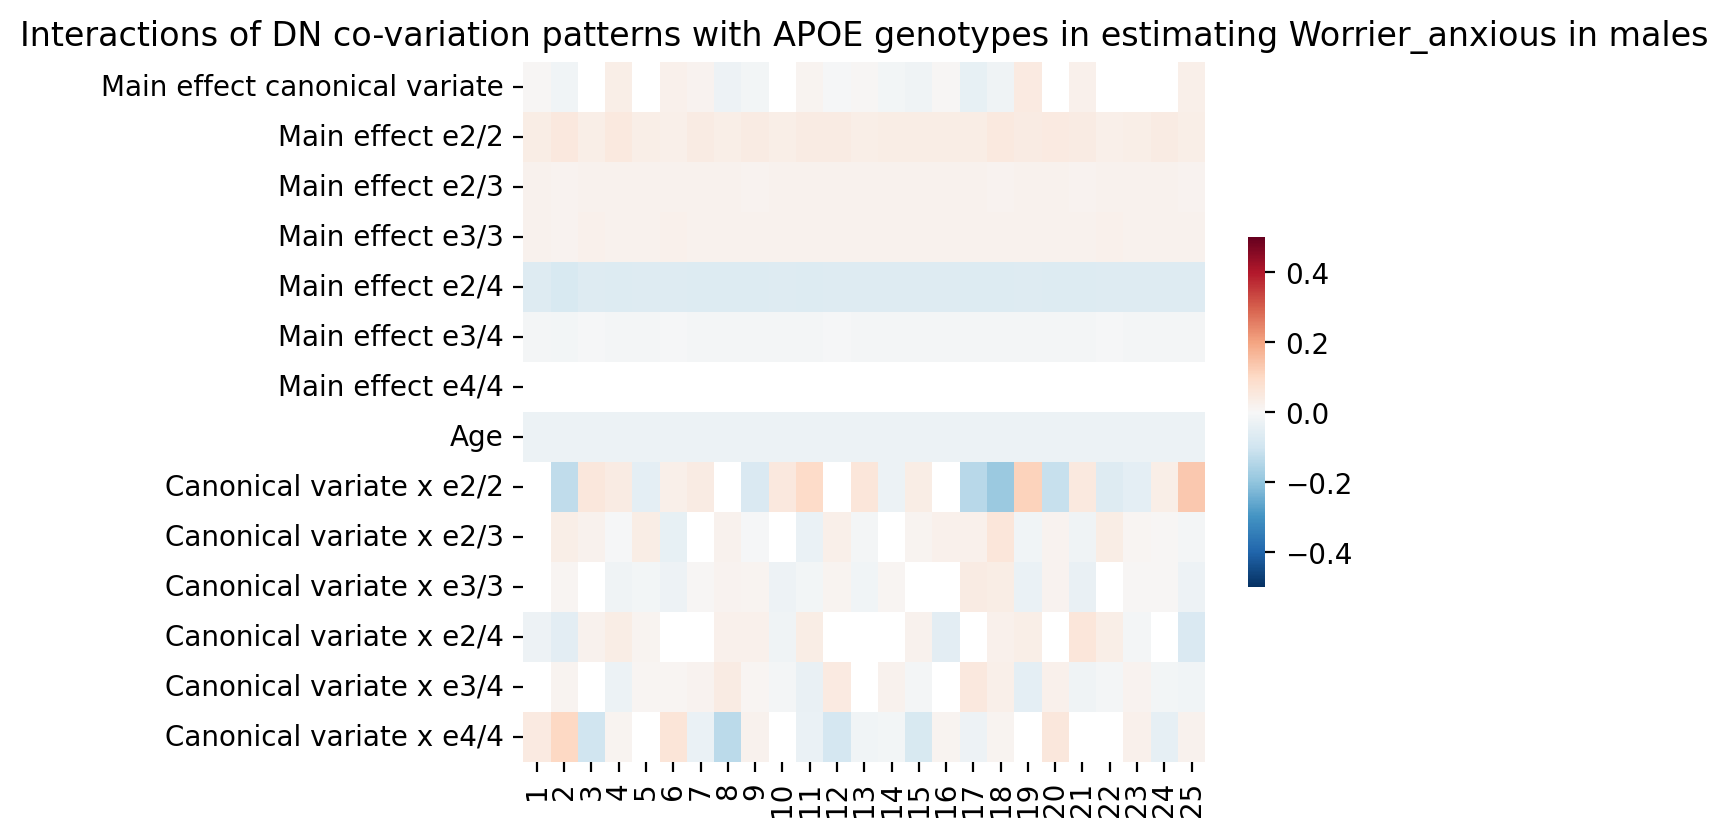 Interactions of DN co-variation patterns with APOE genotypes in estimating Worrier_anxious in males
Main effect canonical variate
Main effect e2/2
Main effect e2/3
Main effect e3/3
Main effect e2/4
Main effect e3/4
Main effect e4/4
Age
Canonical variate x e2/2
Canonical variate x e2/3
Canonical variate x e3/3
Canonical variate x e2/4
Canonical variate x e3/4
Canonical variate x e4/4
1 2 3 4 5 6 7 8 9 10 11 12 13 14 15 16 17 18 19 20 21 22 23 24 25
0.4
0.2
0.0
−0.2
−0.4